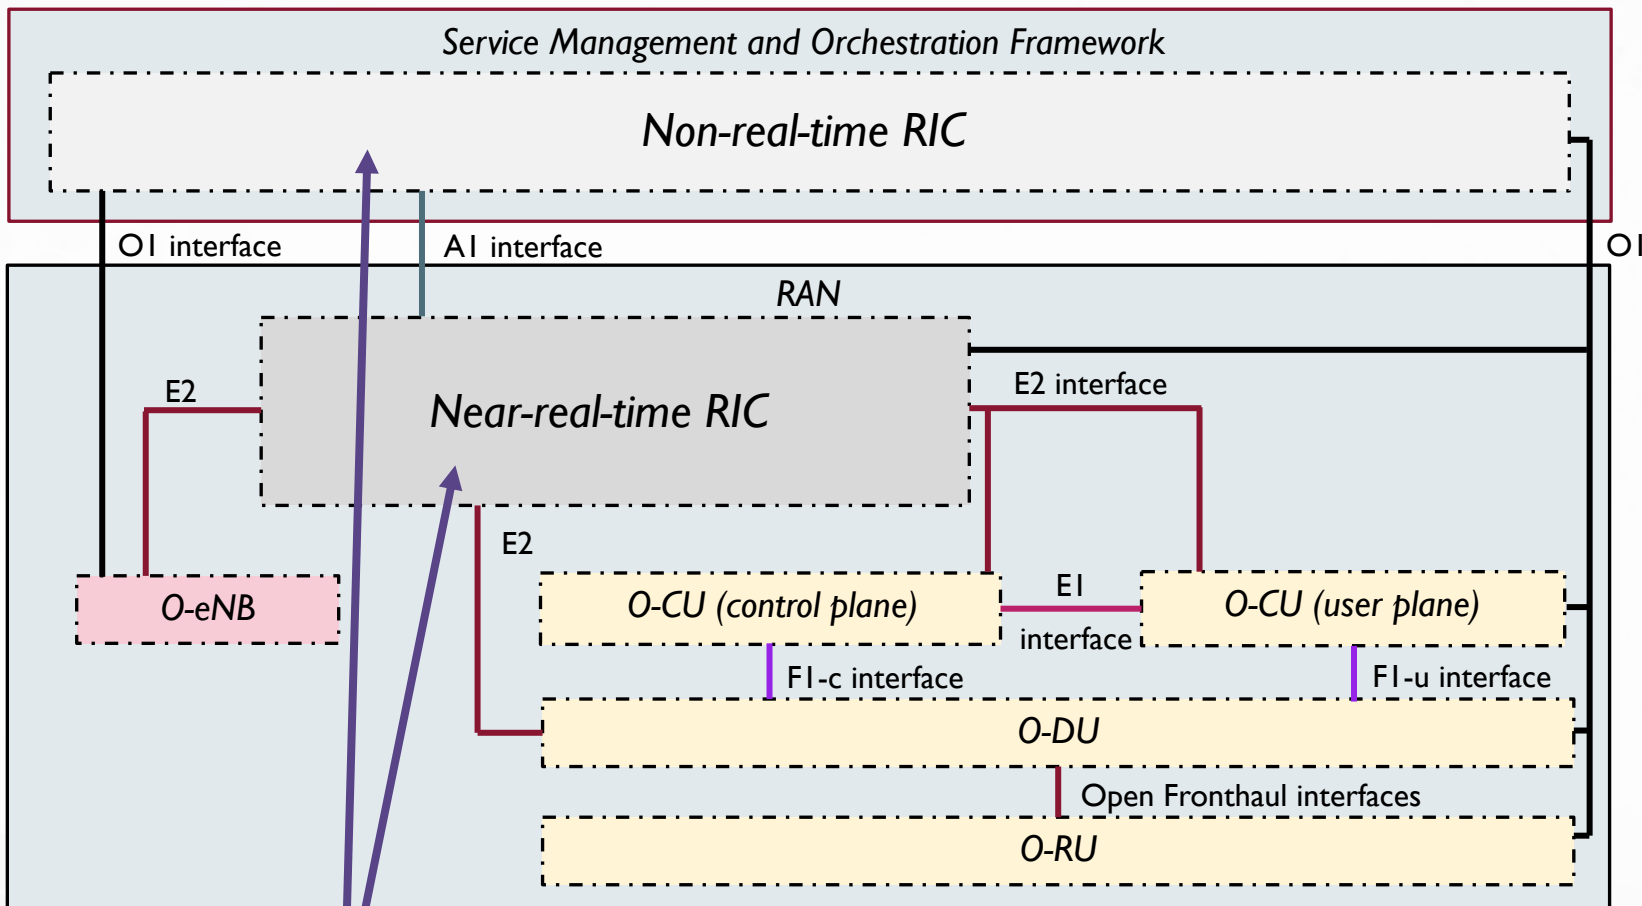 Service Management and Orchestration Framework
Non-real-time RIC
O1 interface
A1 interface
O1
RAN
E2
Near-real-time RIC
E2 interface
E2
O-eNB
O-CU (control plane)
E1
interface
O-CU (user plane)
F1-c interface
F1-u interface
O-DU
Open Fronthaul interfaces
O-RU